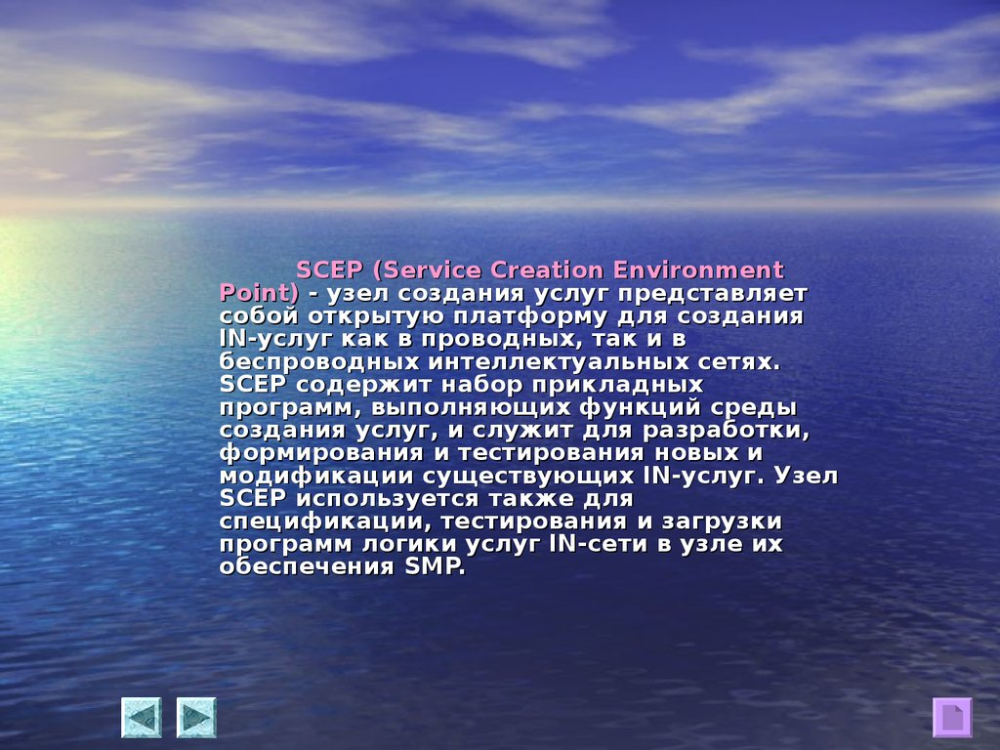 SCEP (Service Creation Environment
Point) - узел создания услуг представляет
собой открытую платформу для создания
IN-услуг как в проводных, так и в
беспроводных интеллектуальных сетях.
SCEP содержит набор прикладных
программ, выполняющих функций среды
создания услуг, и служит для разработки,
формирования и тестирования новых и
модификации существующих IN-услуг. Узел
SCEP используется также для
спецификации, тестирования и загрузки
программ логики услуг IN-сети в узле их
обеспечения SMP.